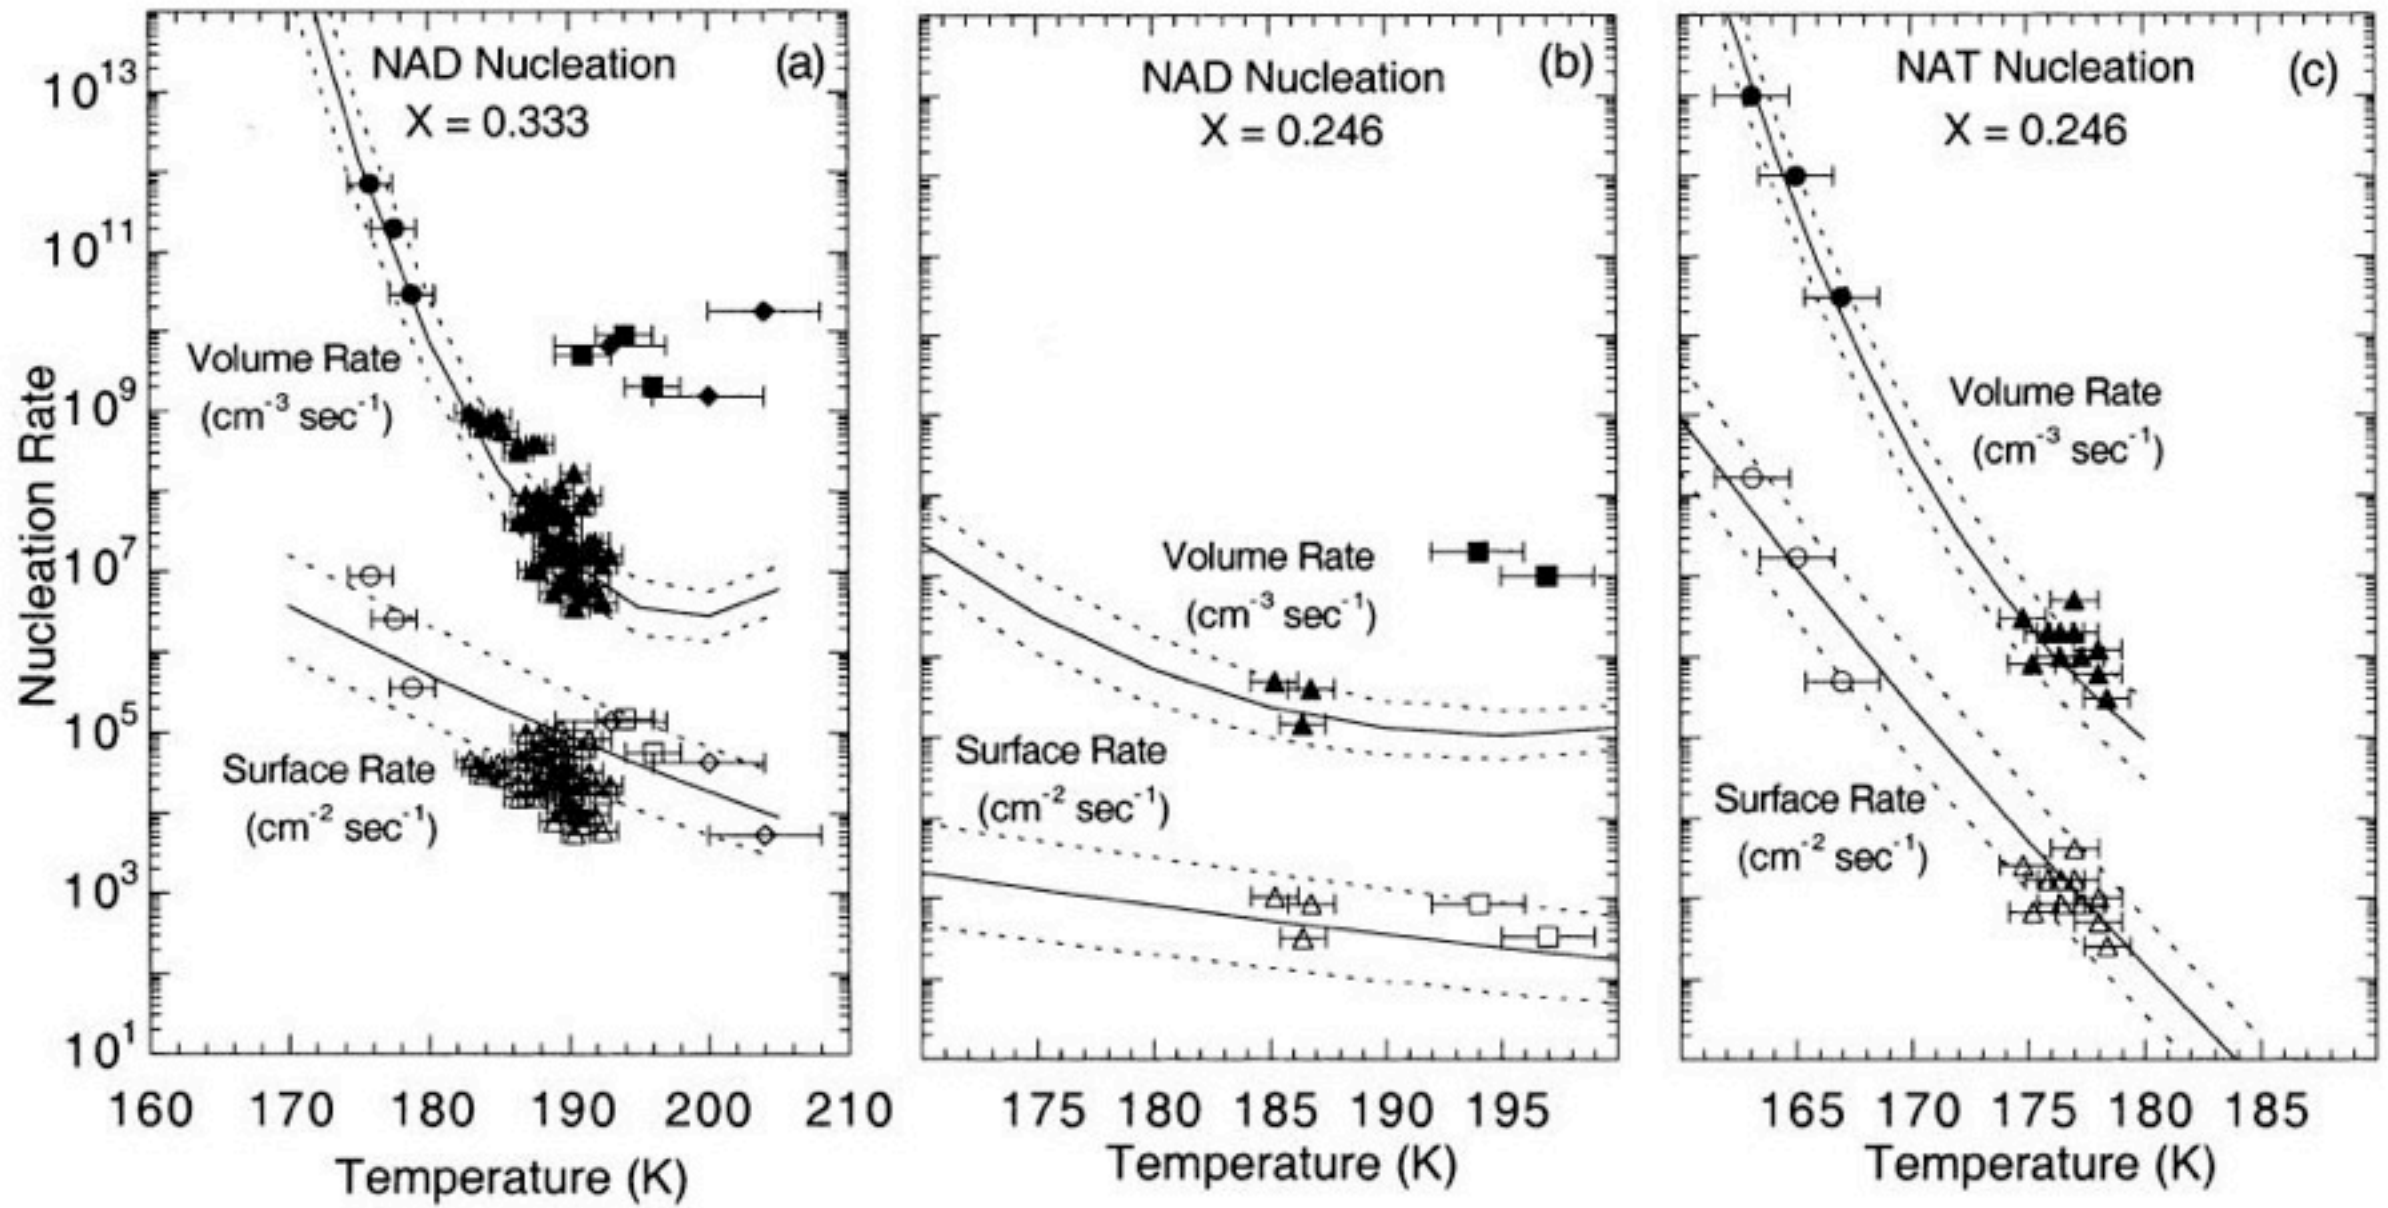 NAD Nucleation
X = 0.333
(a)
Volume Rate
(cm⁻³ sec⁻¹)
Surface Rate
(cm⁻² sec⁻¹)
Nucleation Rate
10¹³
10¹¹
10⁹
10⁷
10⁵
10³
10¹
160 170 180 190 200 210
Temperature (K)
NAD Nucleation
X = 0.246
(b)
Volume Rate
(cm⁻³ sec⁻¹)
Surface Rate
(cm⁻² sec⁻¹)
175 180 185 190 195
Temperature (K)
NAT Nucleation
X = 0.246
(c)
Volume Rate
(cm⁻³ sec⁻¹)
Surface Rate
(cm⁻² sec⁻¹)
165 170 175 180 185
Temperature (K)